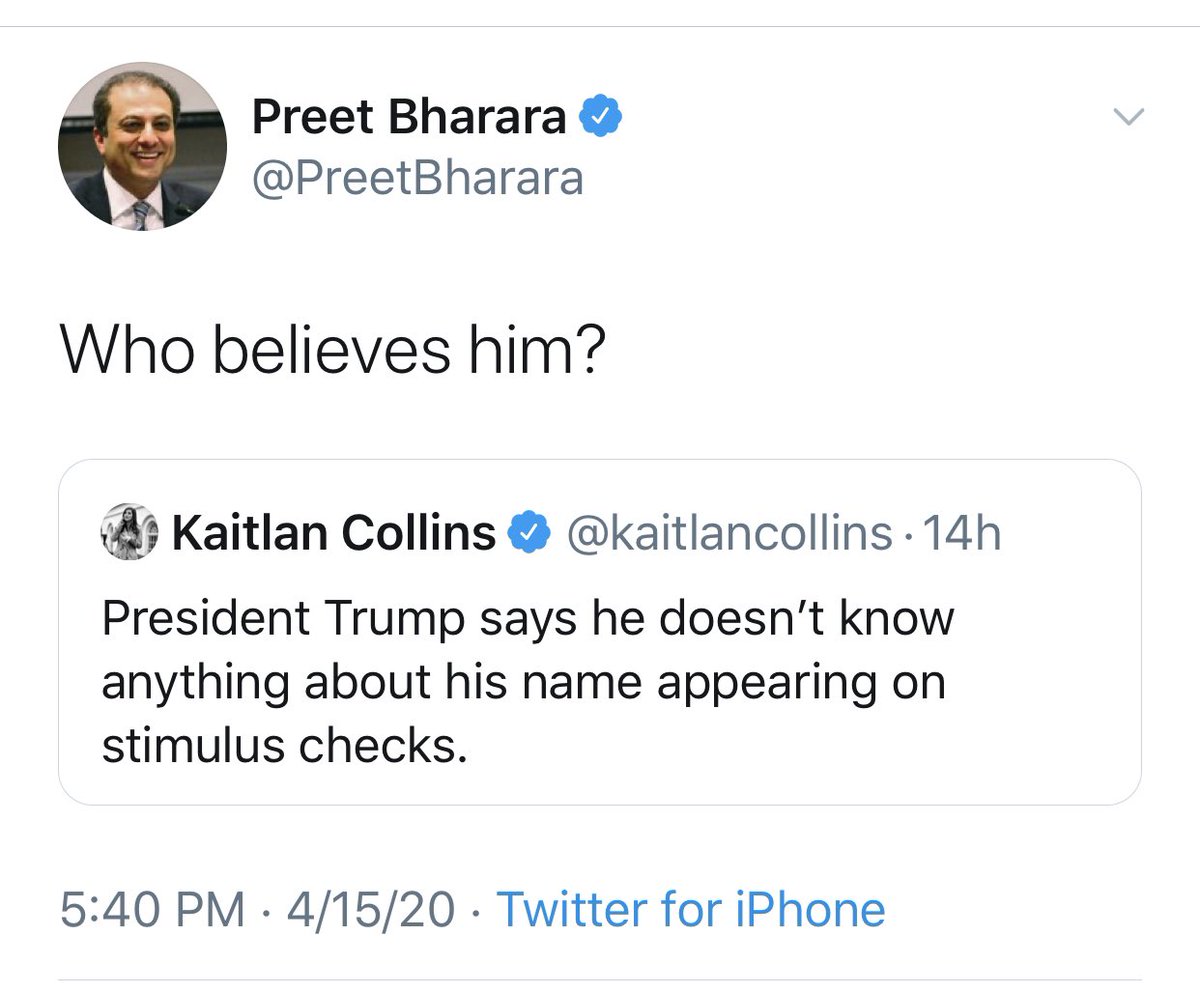 Preet Bharara
@PreetBharara
Who believes him?
Kaitlan Collins @kaitlancollins · 14h
President Trump says he doesn’t know
anything about his name appearing on
stimulus checks.
5:40 PM · 4/15/20 · Twitter for iPhone